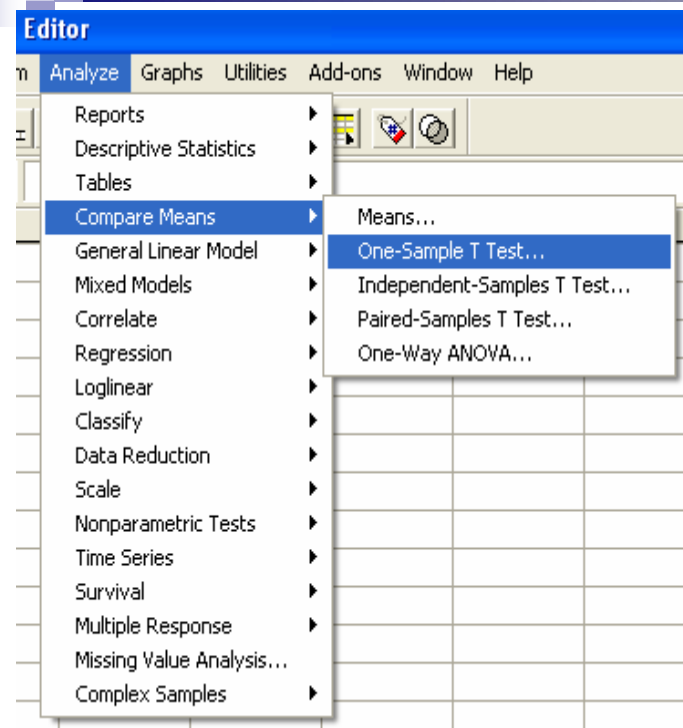 Editor
m Analyze Graphs Utilities Add-ons Window Help
Reports
Descriptive Statistics
Tables
Compare Means
General Linear Model
Mixed Models
Correlate
Regression
Loglinear
Classify
Data Reduction
Scale
Nonparametric Tests
Time Series
Survival
Multiple Response
Missing Value Analysis...
Complex Samples
Means...
One-Sample T Test...
Independent-Samples T Test...
Paired-Samples T Test...
One-Way ANOVA...